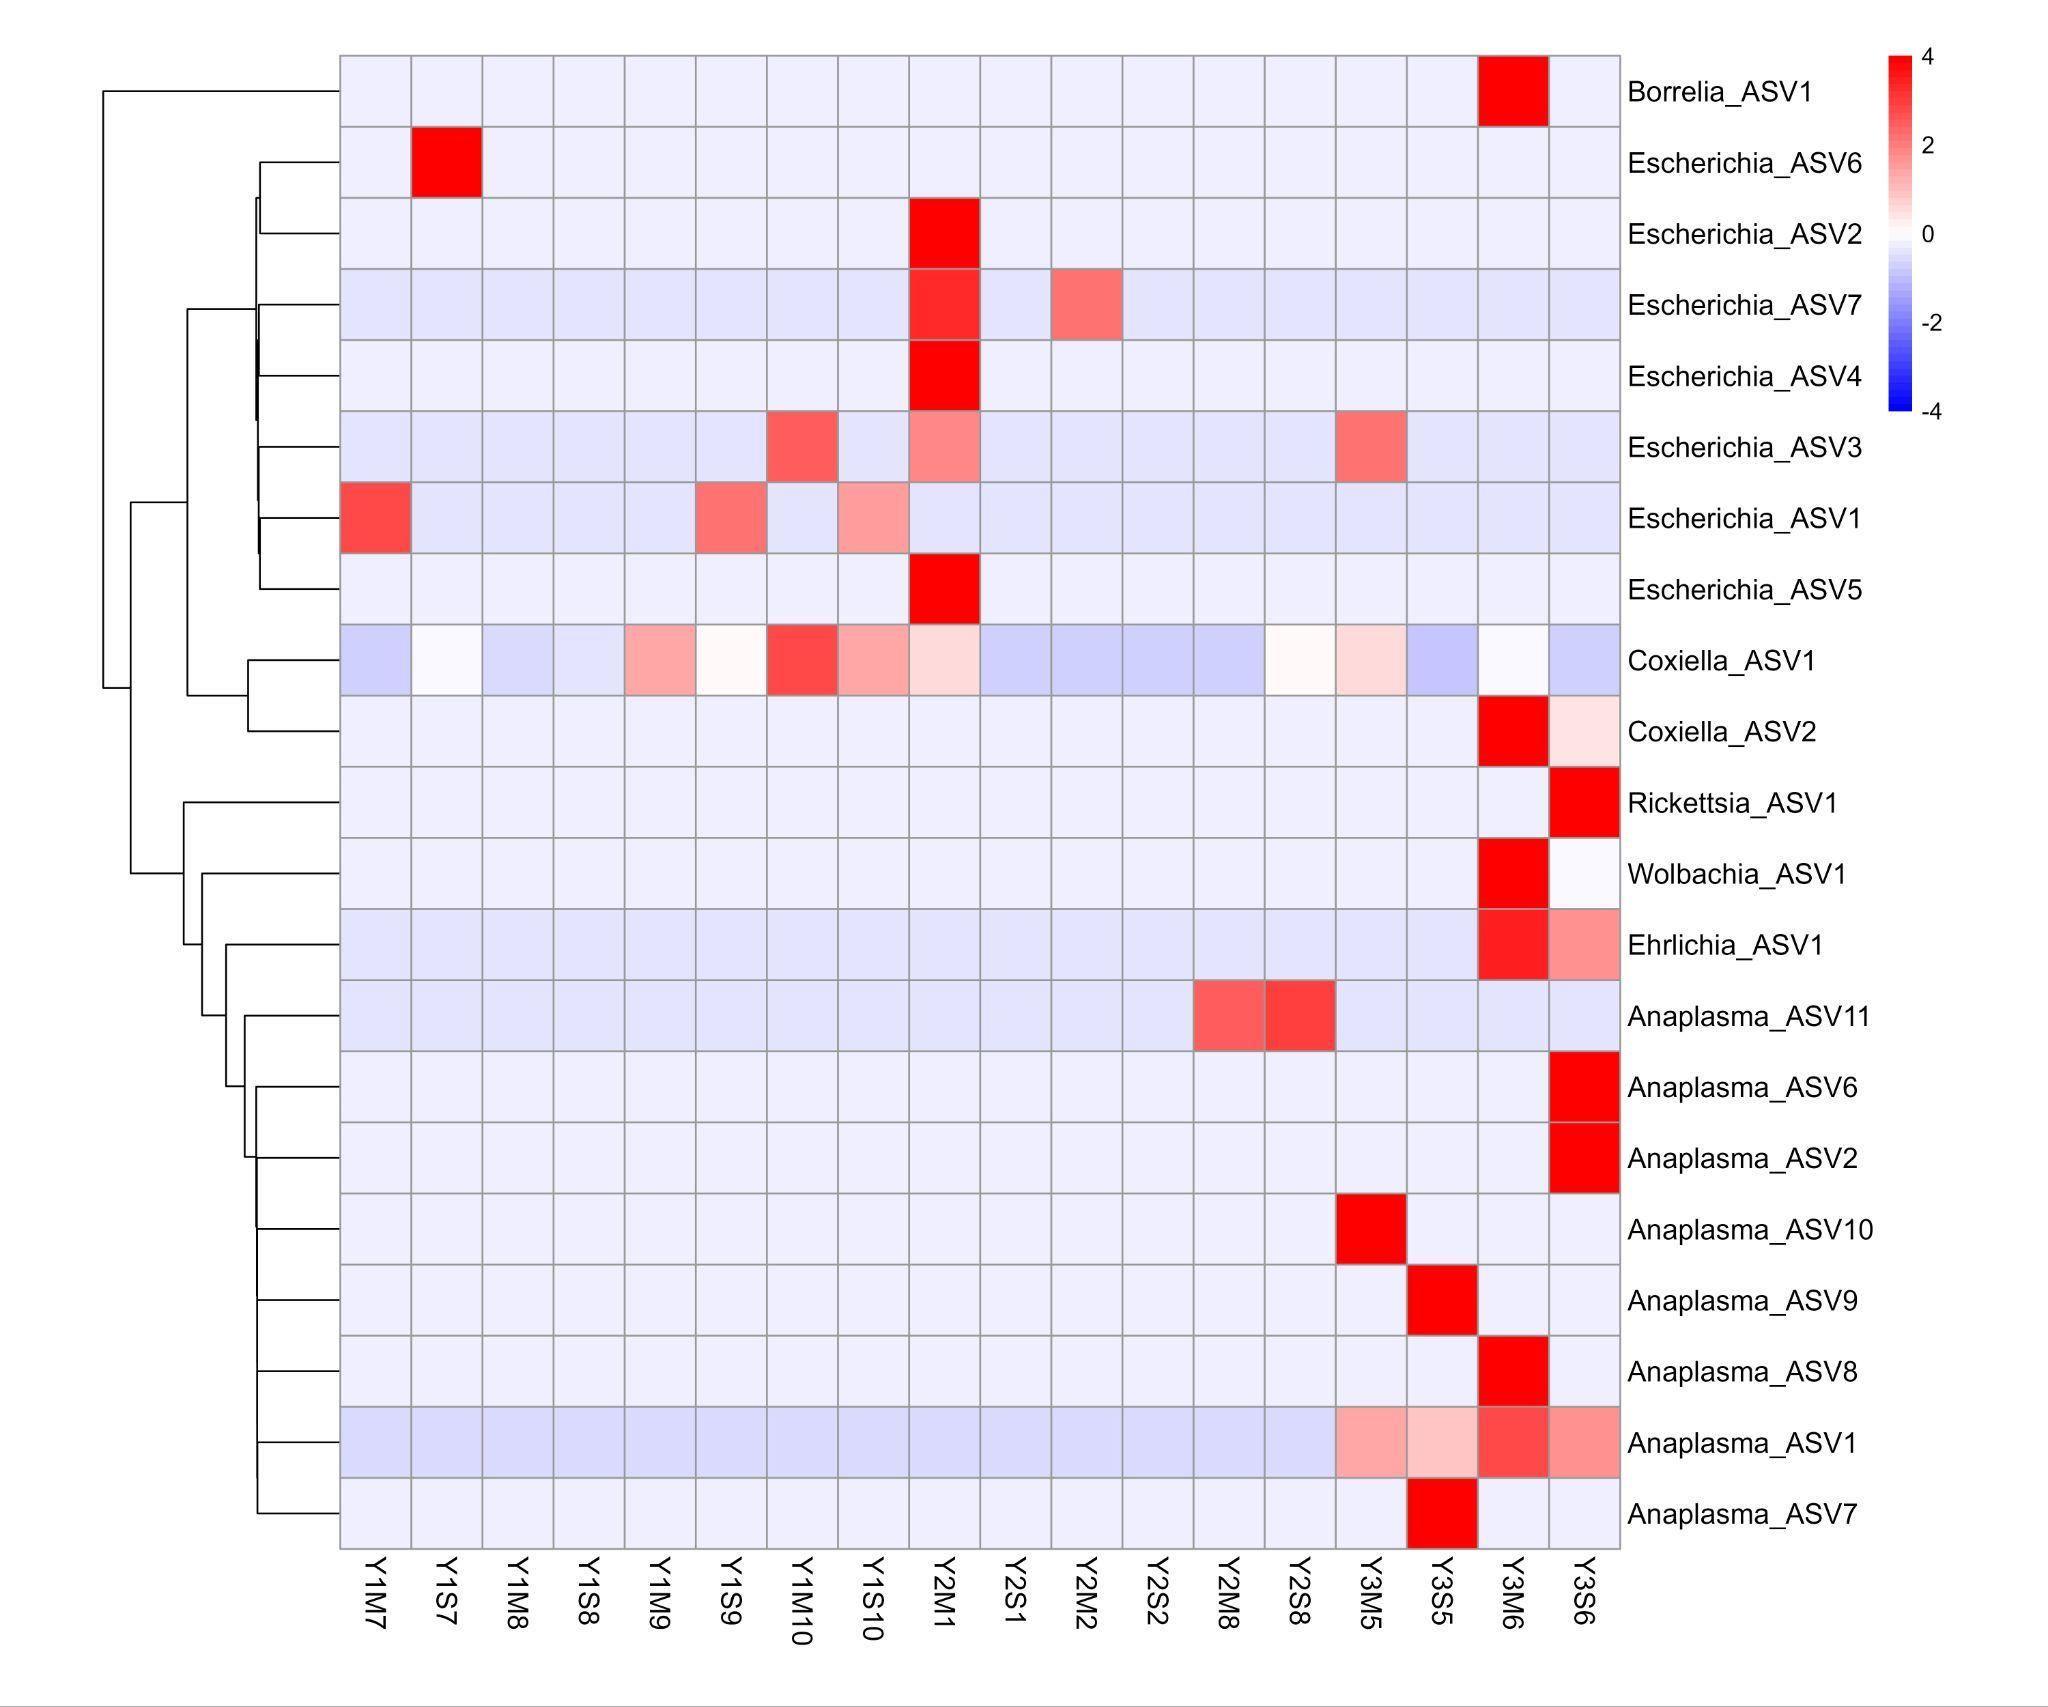 4
Borrelia_ASV1
2
Escherichia_ASV6
0
Escherichia_ASV2
-2
Escherichia_ASV7
Escherichia_ASV4
-4
Escherichia_ASV3
Escherichia_ASV1
Escherichia_ASV5
Coxiella_ASV1
Coxiella_ASV2
Rickettsia_ASV1
Wolbachia_ASV1
Ehrlichia_ASV1
Anaplasma_ASV11
Anaplasma_ASV6
Anaplasma_ASV2
Anaplasma_ASV10
Anaplasma_ASV9
Anaplasma_ASV8
Anaplasma_ASV1
Anaplasma_ASV7
Y1M7
Y1S7
Y1M8
Y1S8
Y1M9
Y1S9
Y1M10
Y1S10
Y2M1
Y2S1
Y2M2
Y2S2
Y2M8
Y2S8
Y3M5
Y3S5
Y3M6
Y3S6